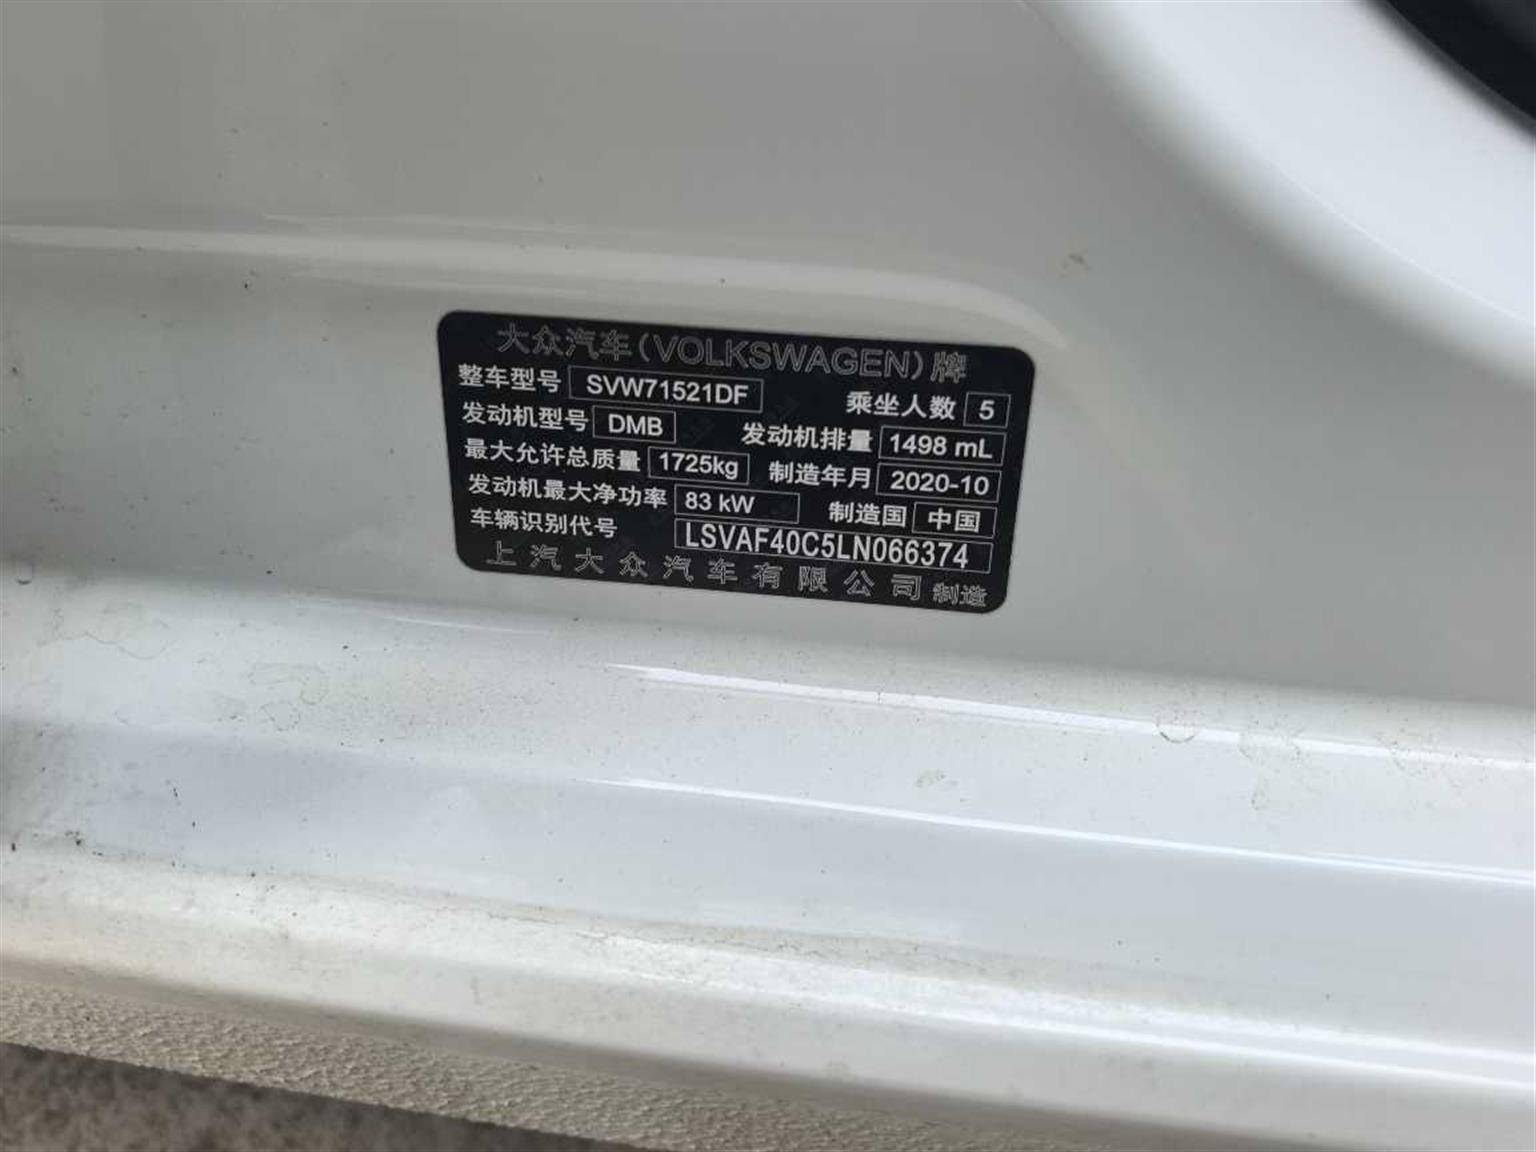 大众汽车(VOLKSWAGEN)牌
整车型号 SVW71521DF 乘坐人数 5
发动机型号 DMB 发动机排量 1498 mL
最大允许总质量 1725kg 制造年月 2020-10
发动机最大净功率 83 kW 制造国 中国
车辆识别代号 LSVAF40C5LN066374
上汽大众汽车有限公司 制造